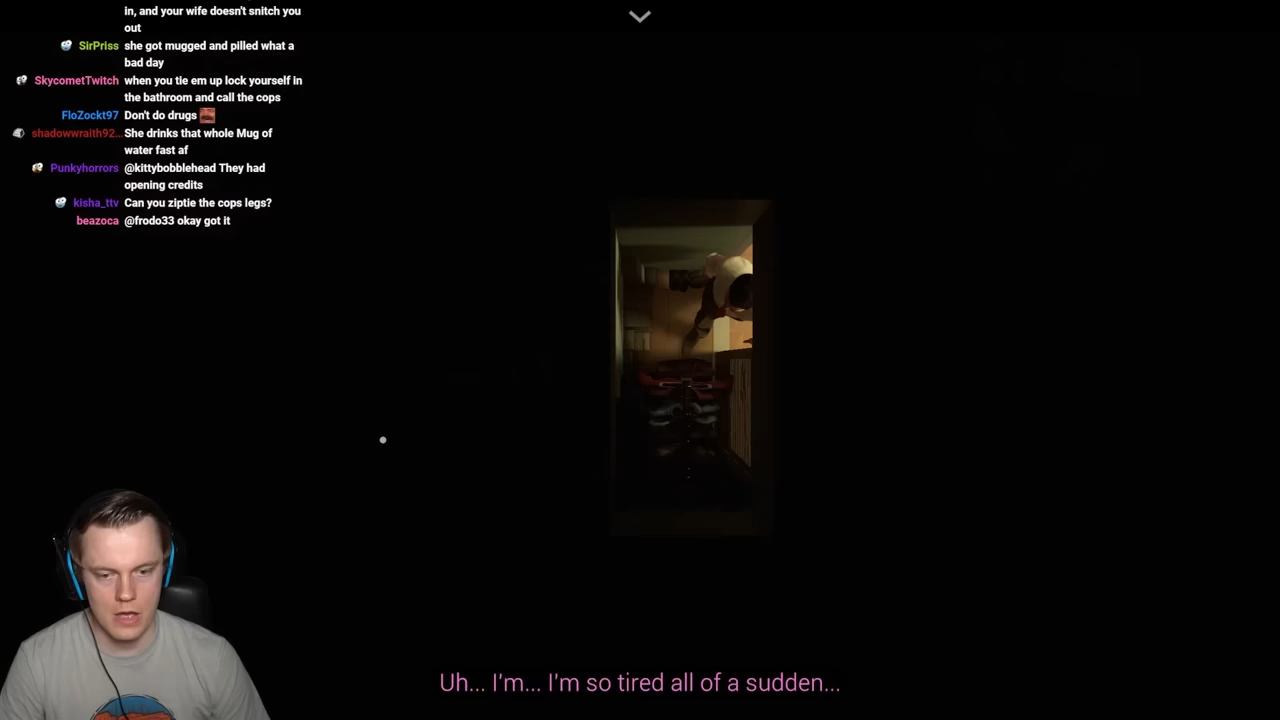 in, and your wife doesn't snitch you
out
SirPriss she got mugged and pilled what a
bad day
SkycometTwitch when you tie em up lock yourself in
the bathroom and call the cops
FloZockt97 Don't do drugs
shadowwraith92... She drinks that whole Mug of
water fast af
Punkyhorrors @kittybobblehead They had
opening credits
kisha_ttv Can you ziptie the cops legs?
beazoca @frodo33 okay got it
Uh... I'm... I'm so tired all of a sudden...